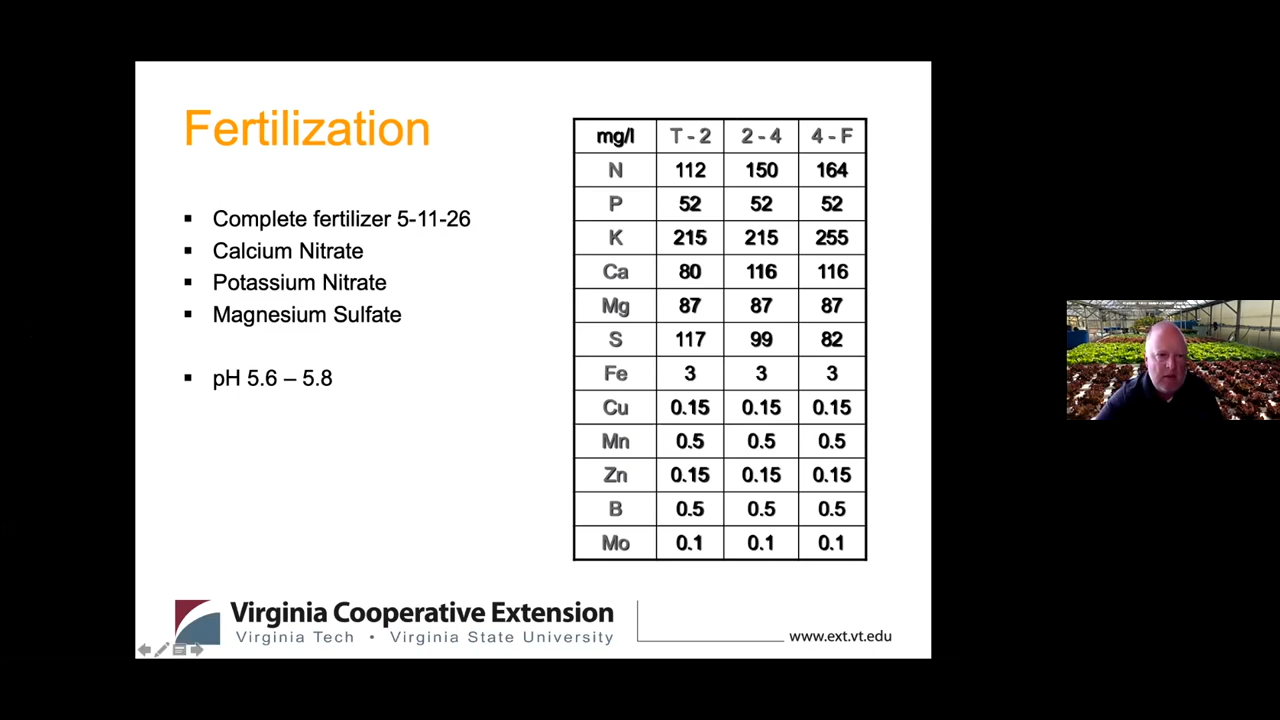 Fertilization
Complete fertilizer 5-11-26
Calcium Nitrate
Potassium Nitrate
Magnesium Sulfate
pH 5.6 – 5.8
mg/l T - 2 2 - 4 4 - F
N 112 150 164
P 52 52 52
K 215 215 255
Ca 80 116 116
Mg 87 87 87
S 117 99 82
Fe 3 3 3
Cu 0.15 0.15 0.15
Mn 0.5 0.5 0.5
Zn 0.15 0.15 0.15
B 0.5 0.5 0.5
Mo 0.1 0.1 0.1
Virginia Cooperative Extension
Virginia Tech • Virginia State University
www.ext.vt.edu